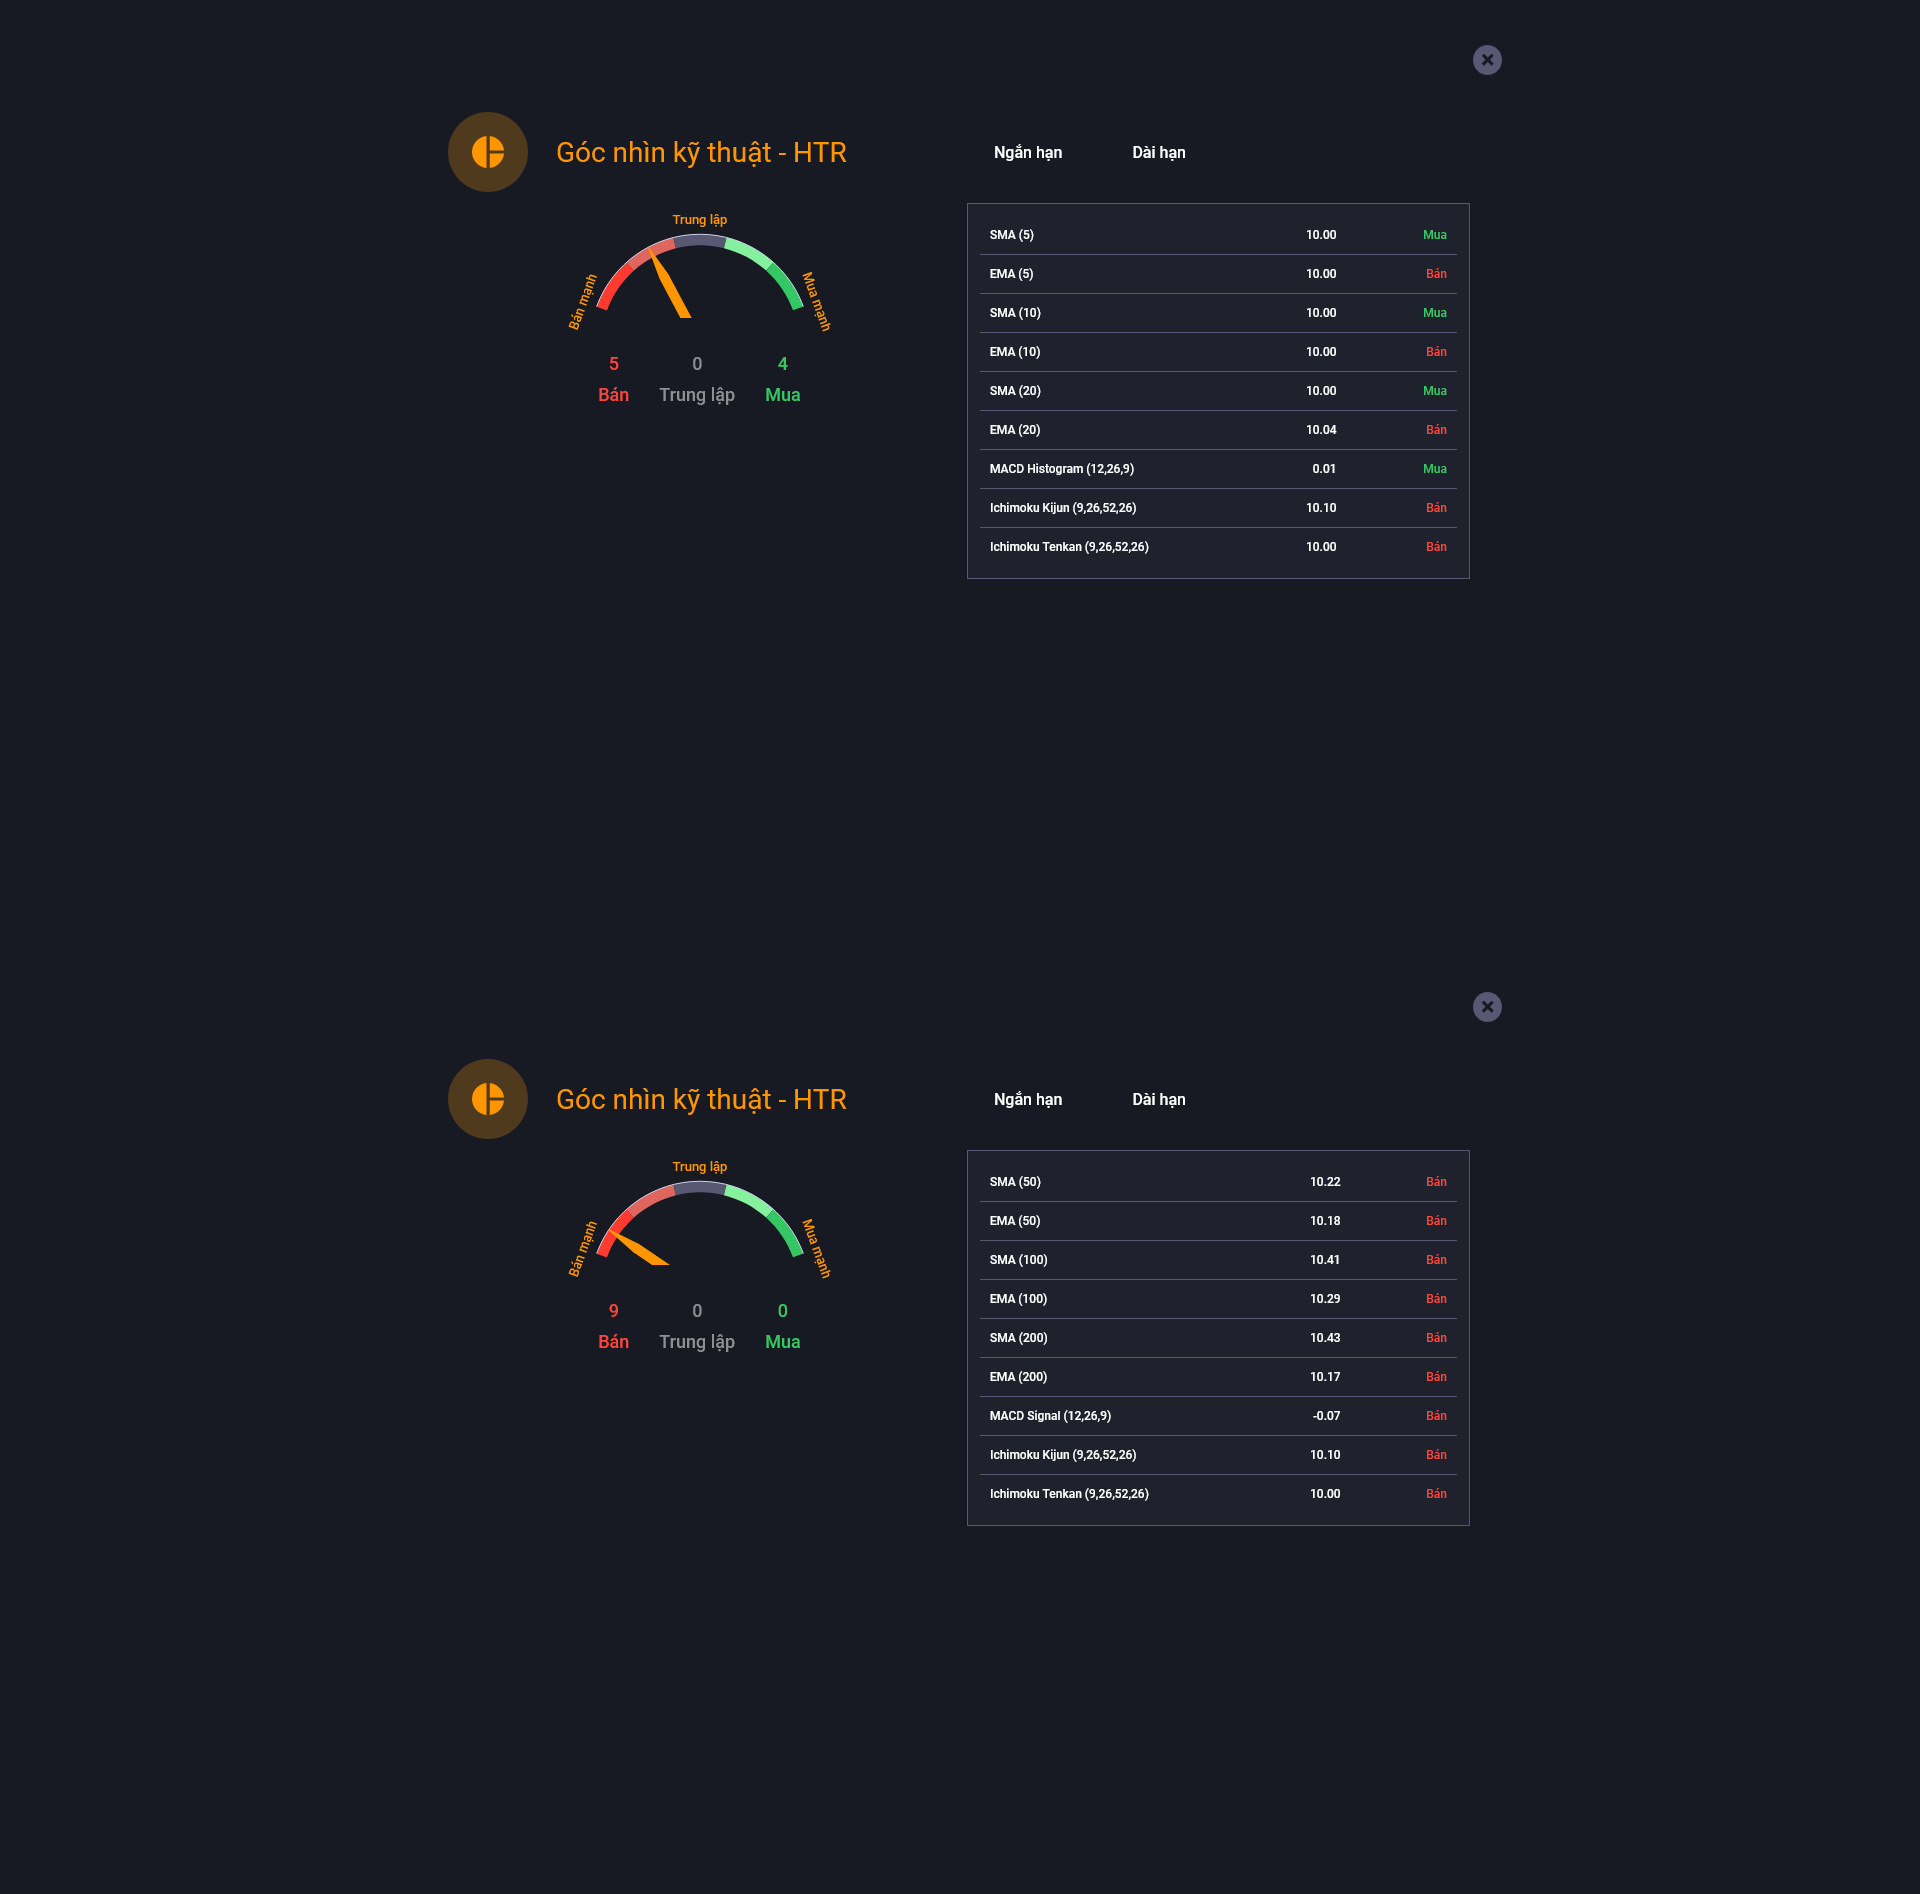 Góc nhìn kỹ thuật - HTR
Ngắn hạn Dài hạn
Trung lập
Bán mạnh
Mua mạnh
5 0 4
Bán Trung lập Mua
SMA (5) 10.00 Mua
EMA (5) 10.00 Bán
SMA (10) 10.00 Mua
EMA (10) 10.00 Bán
SMA (20) 10.00 Mua
EMA (20) 10.04 Bán
MACD Histogram (12,26,9) 0.01 Mua
Ichimoku Kijun (9,26,52,26) 10.10 Bán
Ichimoku Tenkan (9,26,52,26) 10.00 Bán
Góc nhìn kỹ thuật - HTR
Ngắn hạn Dài hạn
Trung lập
Bán mạnh
Mua mạnh
9 0 0
Bán Trung lập Mua
SMA (50) 10.22 Bán
EMA (50) 10.18 Bán
SMA (100) 10.41 Bán
EMA (100) 10.29 Bán
SMA (200) 10.43 Bán
EMA (200) 10.17 Bán
MACD Signal (12,26,9) -0.07 Bán
Ichimoku Kijun (9,26,52,26) 10.10 Bán
Ichimoku Tenkan (9,26,52,26) 10.00 Bán